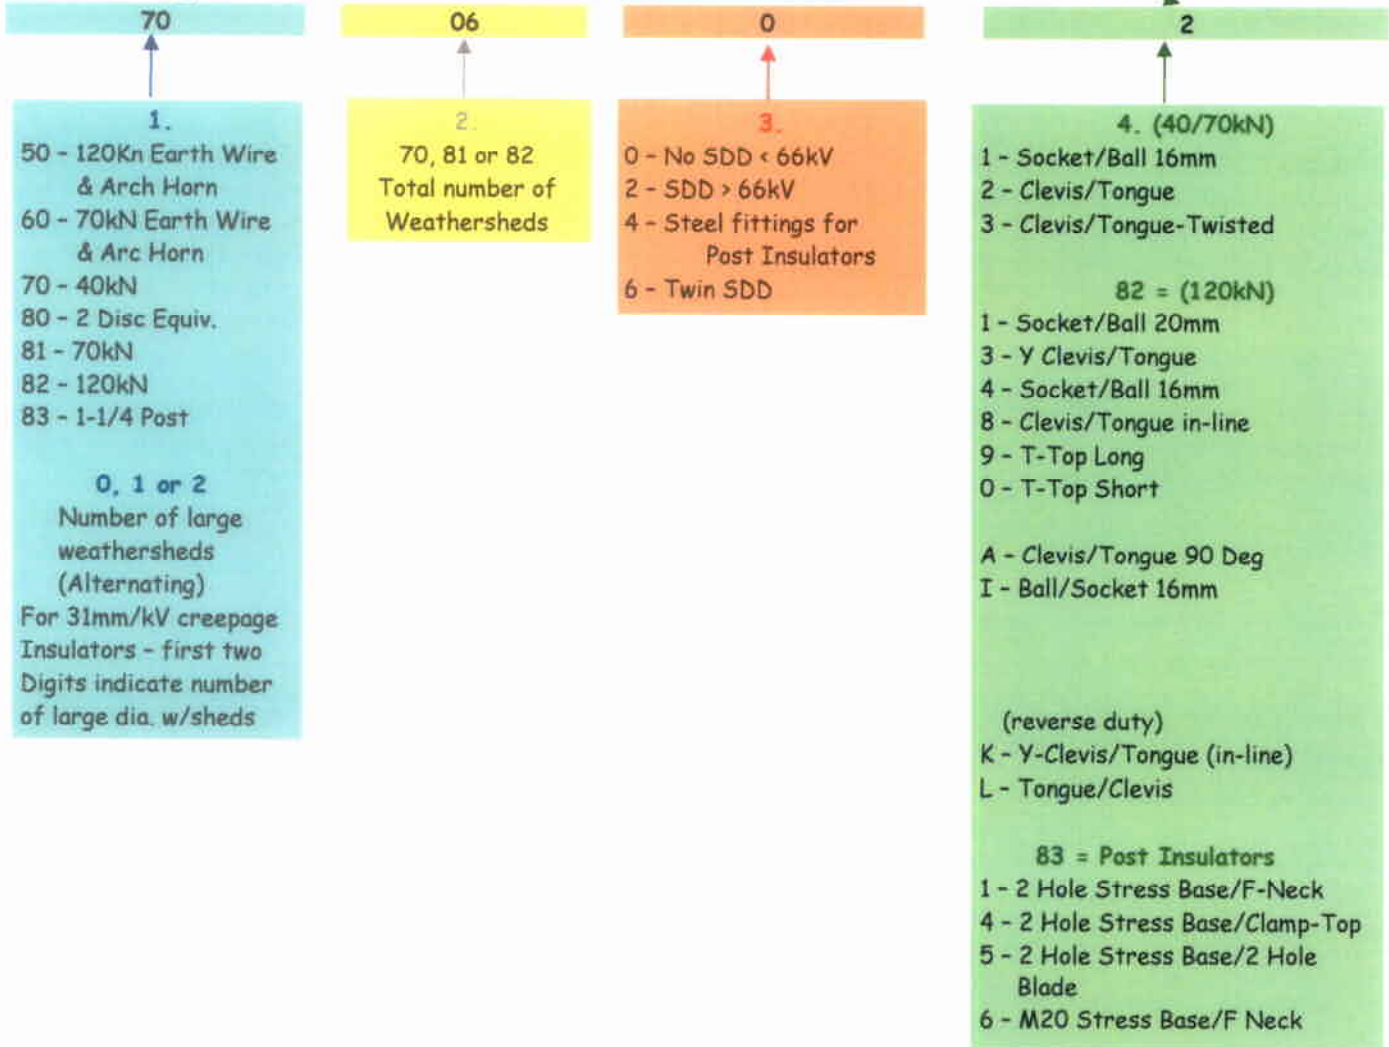 70
06
0
2
1.
50 - 120Kn Earth Wire
& Arch Horn
60 - 70kN Earth Wire
& Arc Horn
70 - 40kN
80 - 2 Disc Equiv.
81 - 70kN
82 - 120kN
83 - 1-1/4 Post
0, 1 or 2
Number of large
weathersheds
(Alternating)
For 31mm/kV creepage
Insulators - first two
Digits indicate number
of large dia. w/sheds
2.
70, 81 or 82
Total number of
Weathersheds
3.
0 - No SDD < 66kV
2 - SDD > 66kV
4 - Steel fittings for
Post Insulators
6 - Twin SDD
4. (40/70kN)
1 - Socket/Ball 16mm
2 - Clevis/Tongue
3 - Clevis/Tongue-Twisted
82 = (120kN)
1 - Socket/Ball 20mm
3 - Y Clevis/Tongue
4 - Socket/Ball 16mm
8 - Clevis/Tongue in-line
9 - T-Top Long
0 - T-Top Short
A - Clevis/Tongue 90 Deg
I - Ball/Socket 16mm
(reverse duty)
K - Y-Clevis/Tongue (in-line)
L - Tongue/Clevis
83 = Post Insulators
1 - 2 Hole Stress Base/F-Neck
4 - 2 Hole Stress Base/Clamp-Top
5 - 2 Hole Stress Base/2 Hole
Blade
6 - M20 Stress Base/F Neck